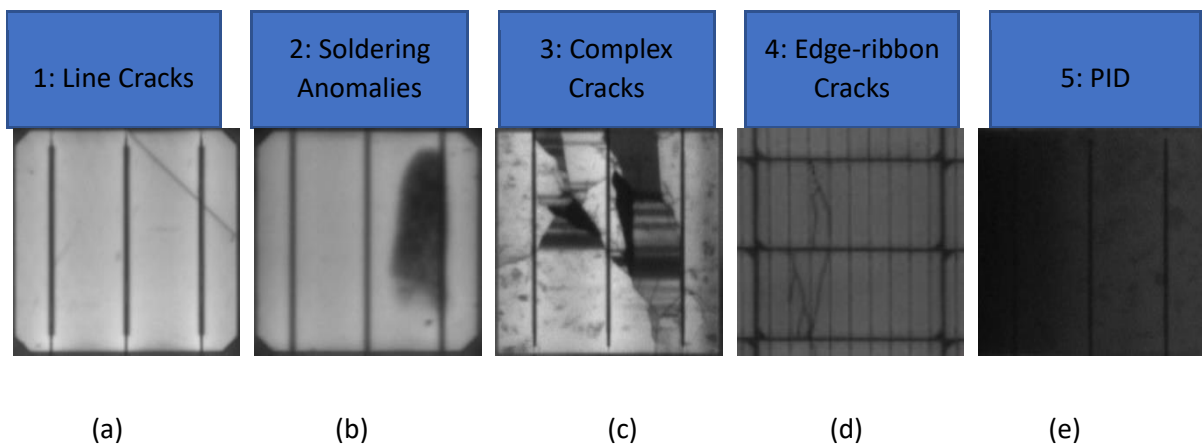 1: Line Cracks
2: Soldering
Anomalies
3: Complex
Cracks
4: Edge-ribbon
Cracks
5: PID
(a)
(b)
(c)
(d)
(e)